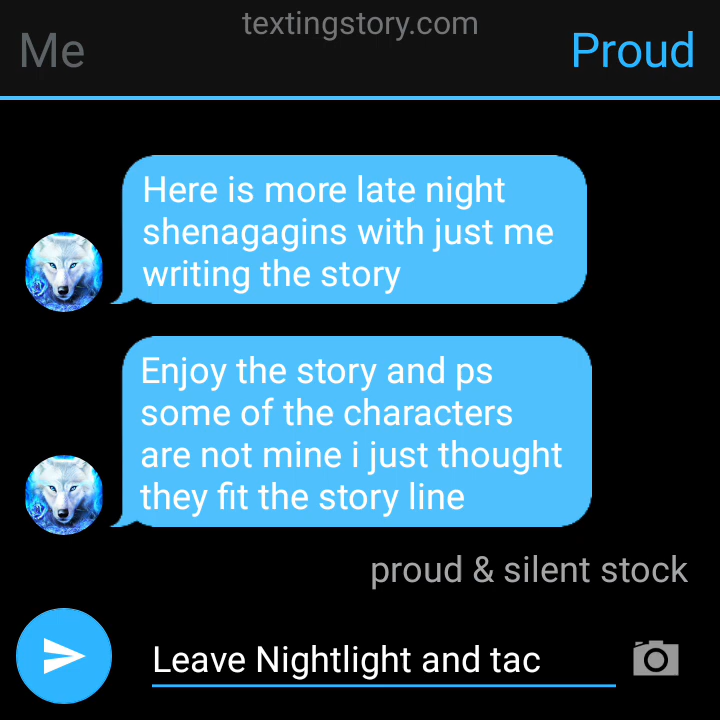 textingstory.com
Me
Proud
Here is more late night
shenagagins with just me
writing the story
Enjoy the story and ps
some of the characters
are not mine i just thought
they fit the story line
proud & silent stock
Leave Nightlight and tac